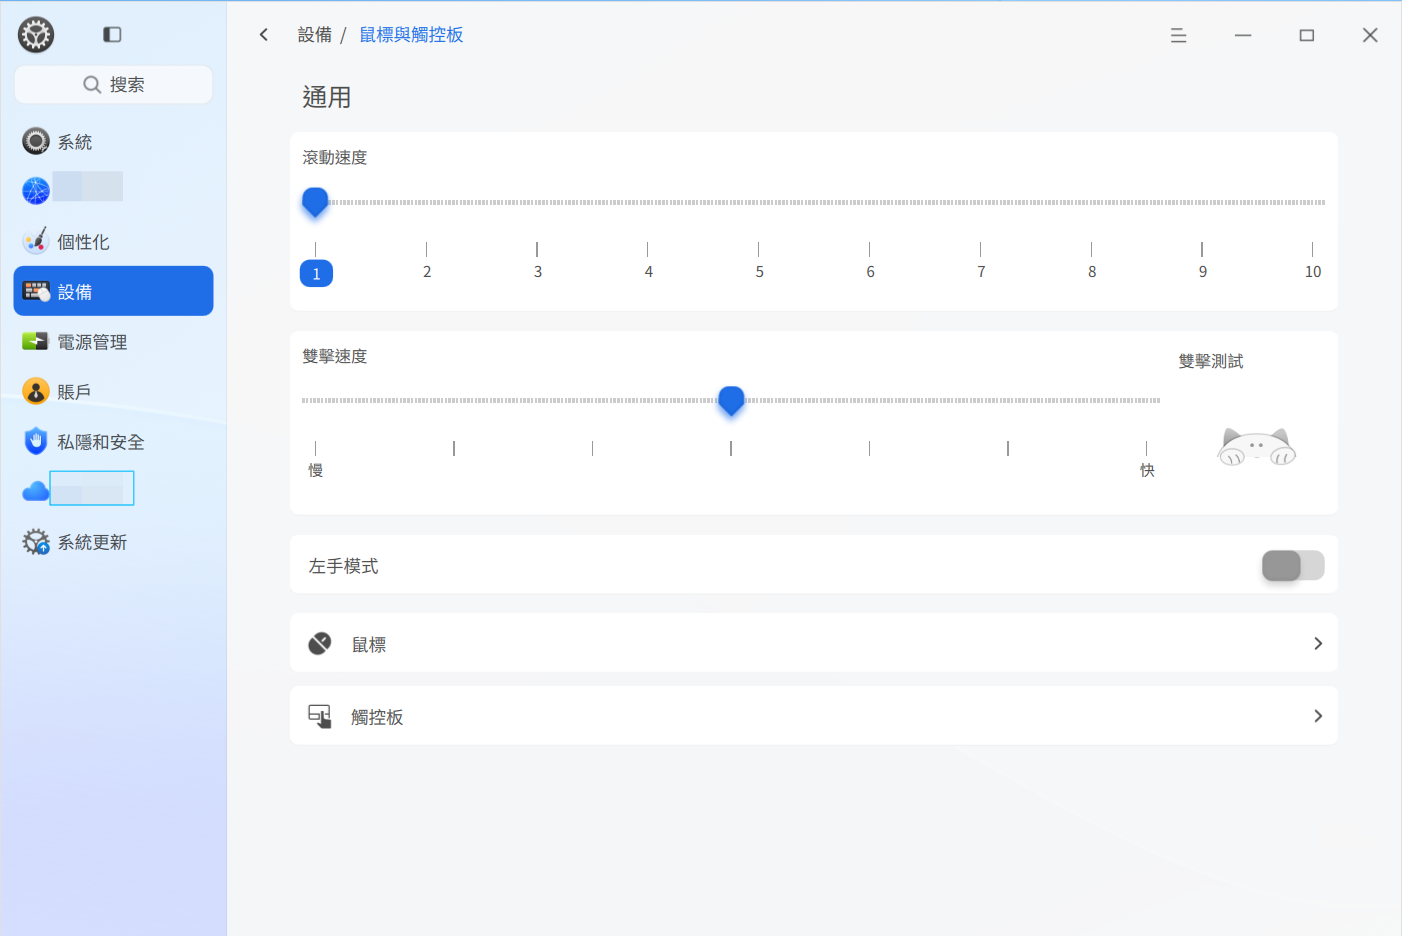 設備 / 鼠標與觸控板
搜索
系統
個性化
設備
電源管理
賬戶
私隱和安全
系統更新
通用
滾動速度
1 2 3 4 5 6 7 8 9 10
雙擊速度
雙擊測試
慢 快
左手模式
鼠標
觸控板